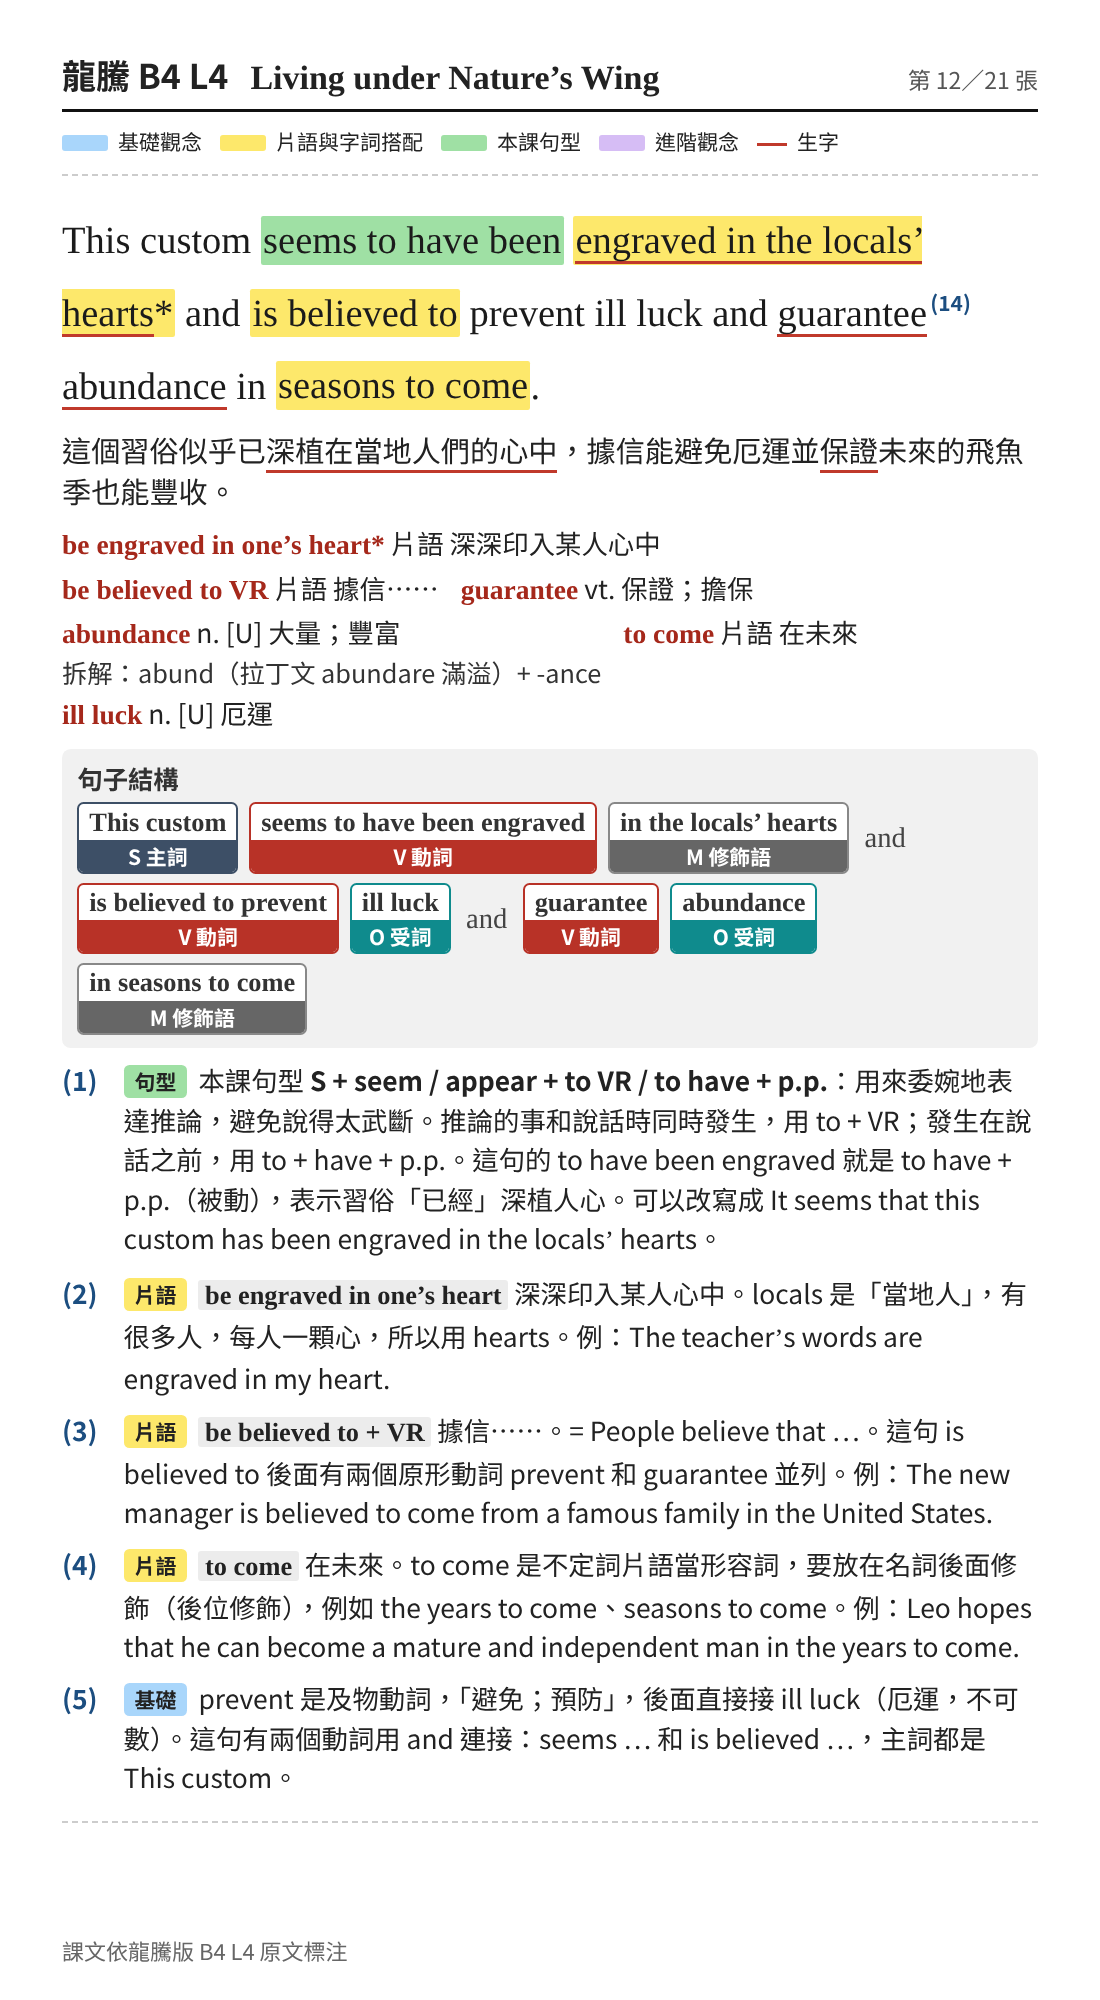 龍騰 B4 L4 Living under Nature’s Wing 第 12／21 張
基礎觀念 片語與字詞搭配 本課句型 進階觀念 生字
This custom seems to have been engraved in the locals’
hearts* and is believed to prevent ill luck and guarantee(14)
abundance in seasons to come.
這個習俗似乎已深植在當地人們的心中，據信能避免厄運並保證未來的飛魚
季也能豐收。
be engraved in one’s heart* 片語 深深印入某人心中
be believed to VR 片語 據信⋯⋯ guarantee vt. 保證；擔保
abundance n. [U] 大量；豐富 to come 片語 在未來
拆解：abund（拉丁文 abundare 滿溢）+ -ance
ill luck n. [U] 厄運
句子結構
This custom seems to have been engraved in the locals’ hearts and
S 主詞 V 動詞 M 修飾語
is believed to prevent ill luck and guarantee abundance
V 動詞 O 受詞 V 動詞 O 受詞
in seasons to come
M 修飾語
(1) 句型 本課句型 S + seem / appear + to VR / to have + p.p.：用來委婉地表
達推論，避免說得太武斷。推論的事和說話時同時發生，用 to + VR；發生在說
話之前，用 to + have + p.p.。這句的 to have been engraved 就是 to have +
p.p.（被動），表示習俗「已經」深植人心。可以改寫成 It seems that this
custom has been engraved in the locals’ hearts。
(2) 片語 be engraved in one’s heart 深深印入某人心中。locals 是「當地人」，有
很多人，每人一顆心，所以用 hearts。例：The teacher’s words are
engraved in my heart.
(3) 片語 be believed to + VR 據信⋯⋯。= People believe that …。這句 is
believed to 後面有兩個原形動詞 prevent 和 guarantee 並列。例：The new
manager is believed to come from a famous family in the United States.
(4) 片語 to come 在未來。to come 是不定詞片語當形容詞，要放在名詞後面修
飾（後位修飾），例如 the years to come、seasons to come。例：Leo hopes
that he can become a mature and independent man in the years to come.
(5) 基礎 prevent 是及物動詞，「避免；預防」，後面直接接 ill luck（厄運，不可
數）。這句有兩個動詞用 and 連接：seems … 和 is believed …，主詞都是
This custom。
課文依龍騰版 B4 L4 原文標注